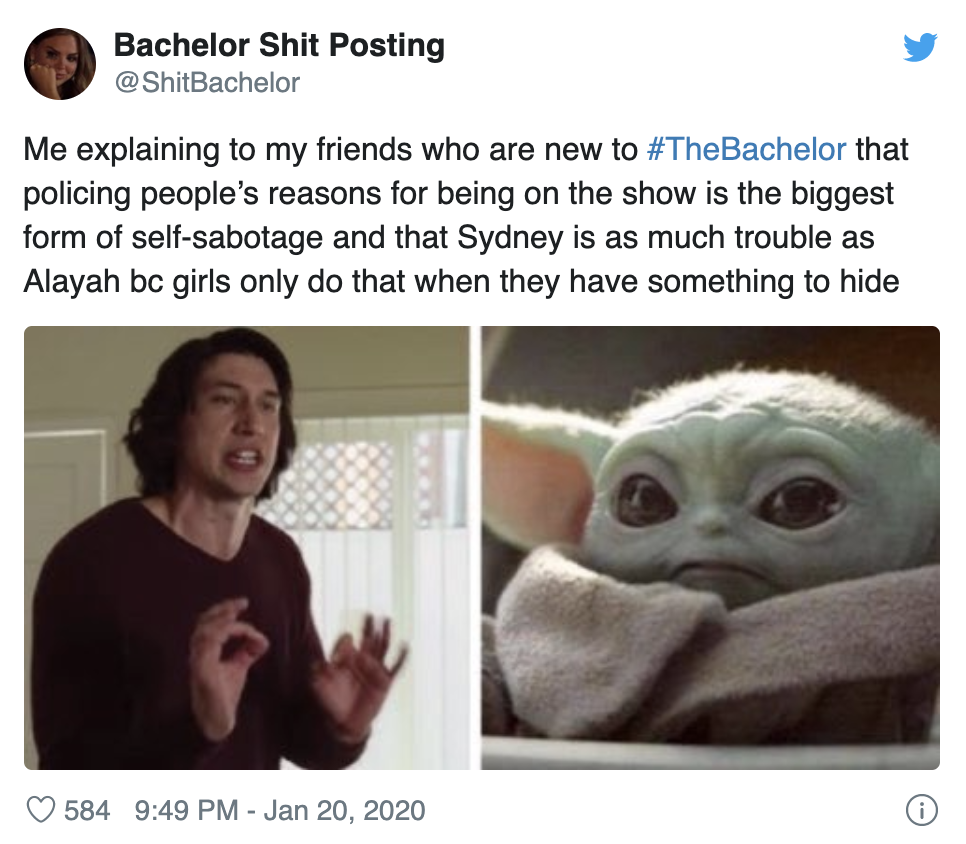 Bachelor Shit Posting
@ShitBachelor
Me explaining to my friends who are new to #TheBachelor that
policing people’s reasons for being on the show is the biggest
form of self-sabotage and that Sydney is as much trouble as
Alayah bc girls only do that when they have something to hide
584 9:49 PM - Jan 20, 2020